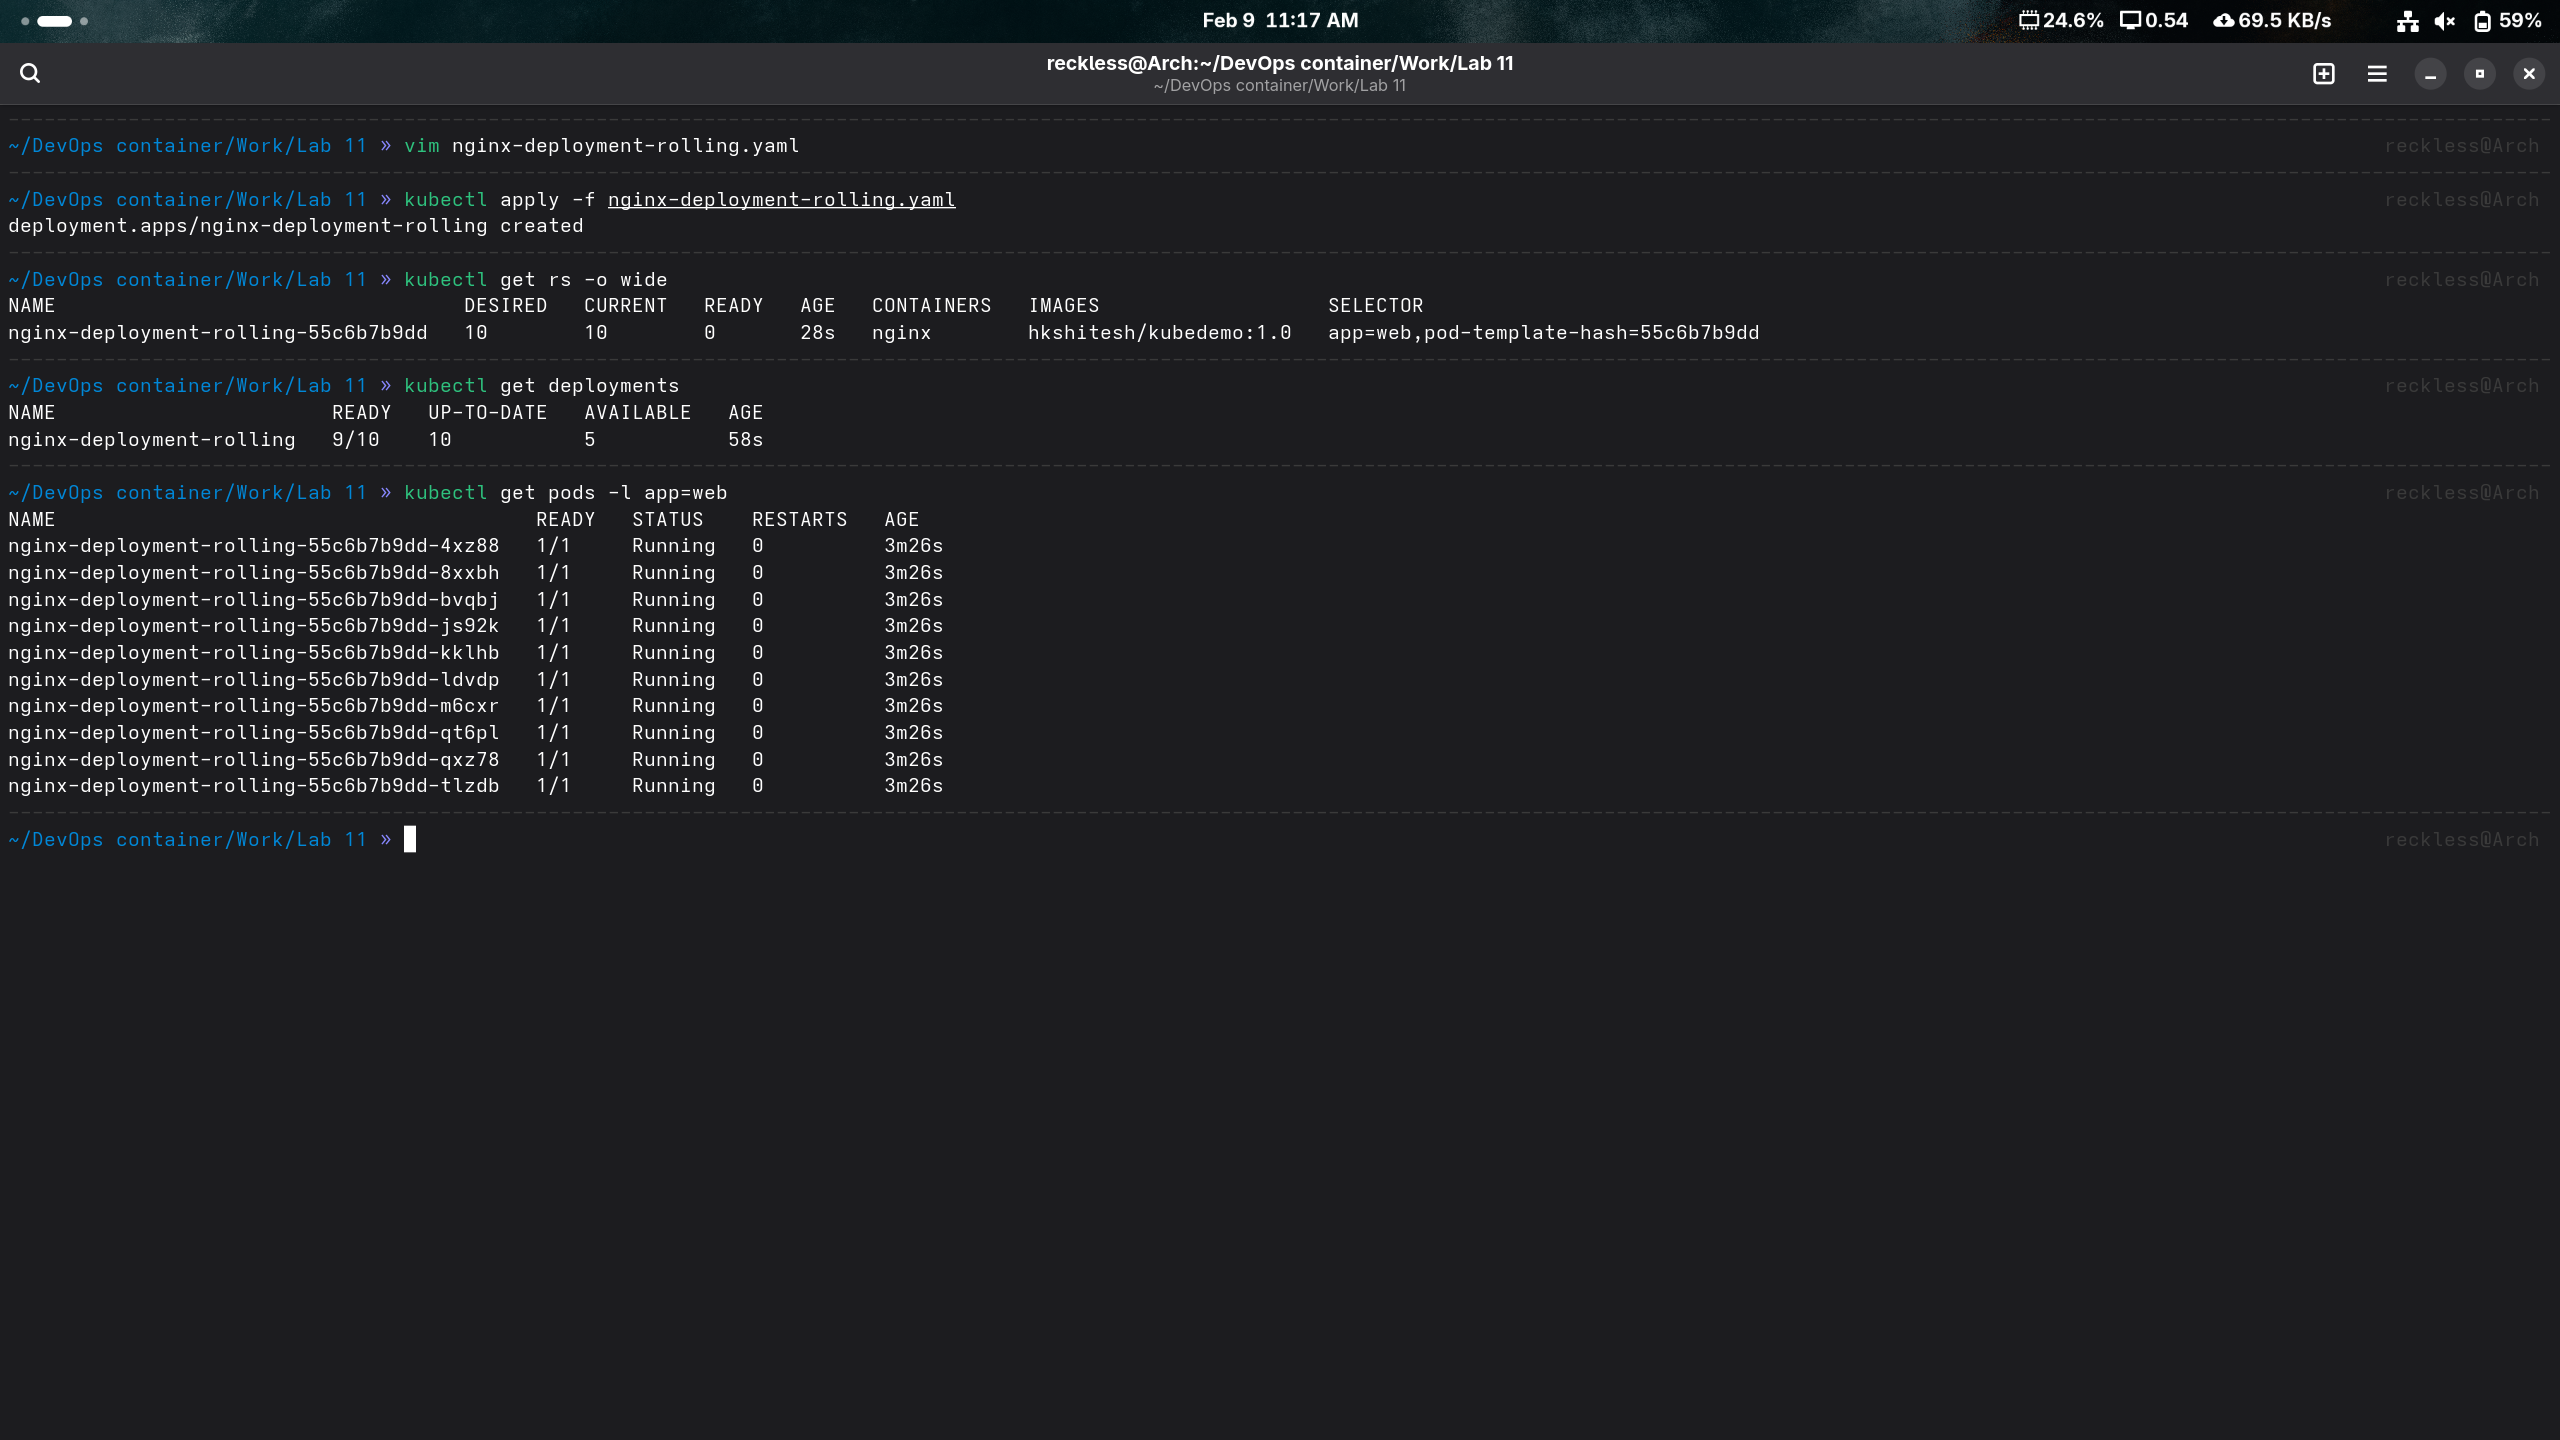 Feb 9 11:17 AM
24.6% 0.54 69.5 KB/s 59%
reckless@Arch:~/DevOps container/Work/Lab 11
~/DevOps container/Work/Lab 11
~/DevOps container/Work/Lab 11 » vim nginx-deployment-rolling.yaml reckless@Arch
~/DevOps container/Work/Lab 11 » kubectl apply -f nginx-deployment-rolling.yaml reckless@Arch
deployment.apps/nginx-deployment-rolling created
~/DevOps container/Work/Lab 11 » kubectl get rs -o wide reckless@Arch
NAME DESIRED CURRENT READY AGE CONTAINERS IMAGES SELECTOR
nginx-deployment-rolling-55c6b7b9dd 10 10 0 28s nginx hkshitesh/kubedemo:1.0 app=web,pod-template-hash=55c6b7b9dd
~/DevOps container/Work/Lab 11 » kubectl get deployments reckless@Arch
NAME READY UP-TO-DATE AVAILABLE AGE
nginx-deployment-rolling 9/10 10 5 58s
~/DevOps container/Work/Lab 11 » kubectl get pods -l app=web reckless@Arch
NAME READY STATUS RESTARTS AGE
nginx-deployment-rolling-55c6b7b9dd-4xz88 1/1 Running 0 3m26s
nginx-deployment-rolling-55c6b7b9dd-8xxbh 1/1 Running 0 3m26s
nginx-deployment-rolling-55c6b7b9dd-bvqbj 1/1 Running 0 3m26s
nginx-deployment-rolling-55c6b7b9dd-js92k 1/1 Running 0 3m26s
nginx-deployment-rolling-55c6b7b9dd-kklhb 1/1 Running 0 3m26s
nginx-deployment-rolling-55c6b7b9dd-ldvdp 1/1 Running 0 3m26s
nginx-deployment-rolling-55c6b7b9dd-m6cxr 1/1 Running 0 3m26s
nginx-deployment-rolling-55c6b7b9dd-qt6pl 1/1 Running 0 3m26s
nginx-deployment-rolling-55c6b7b9dd-qxz78 1/1 Running 0 3m26s
nginx-deployment-rolling-55c6b7b9dd-tlzdb 1/1 Running 0 3m26s
~/DevOps container/Work/Lab 11 » reckless@Arch